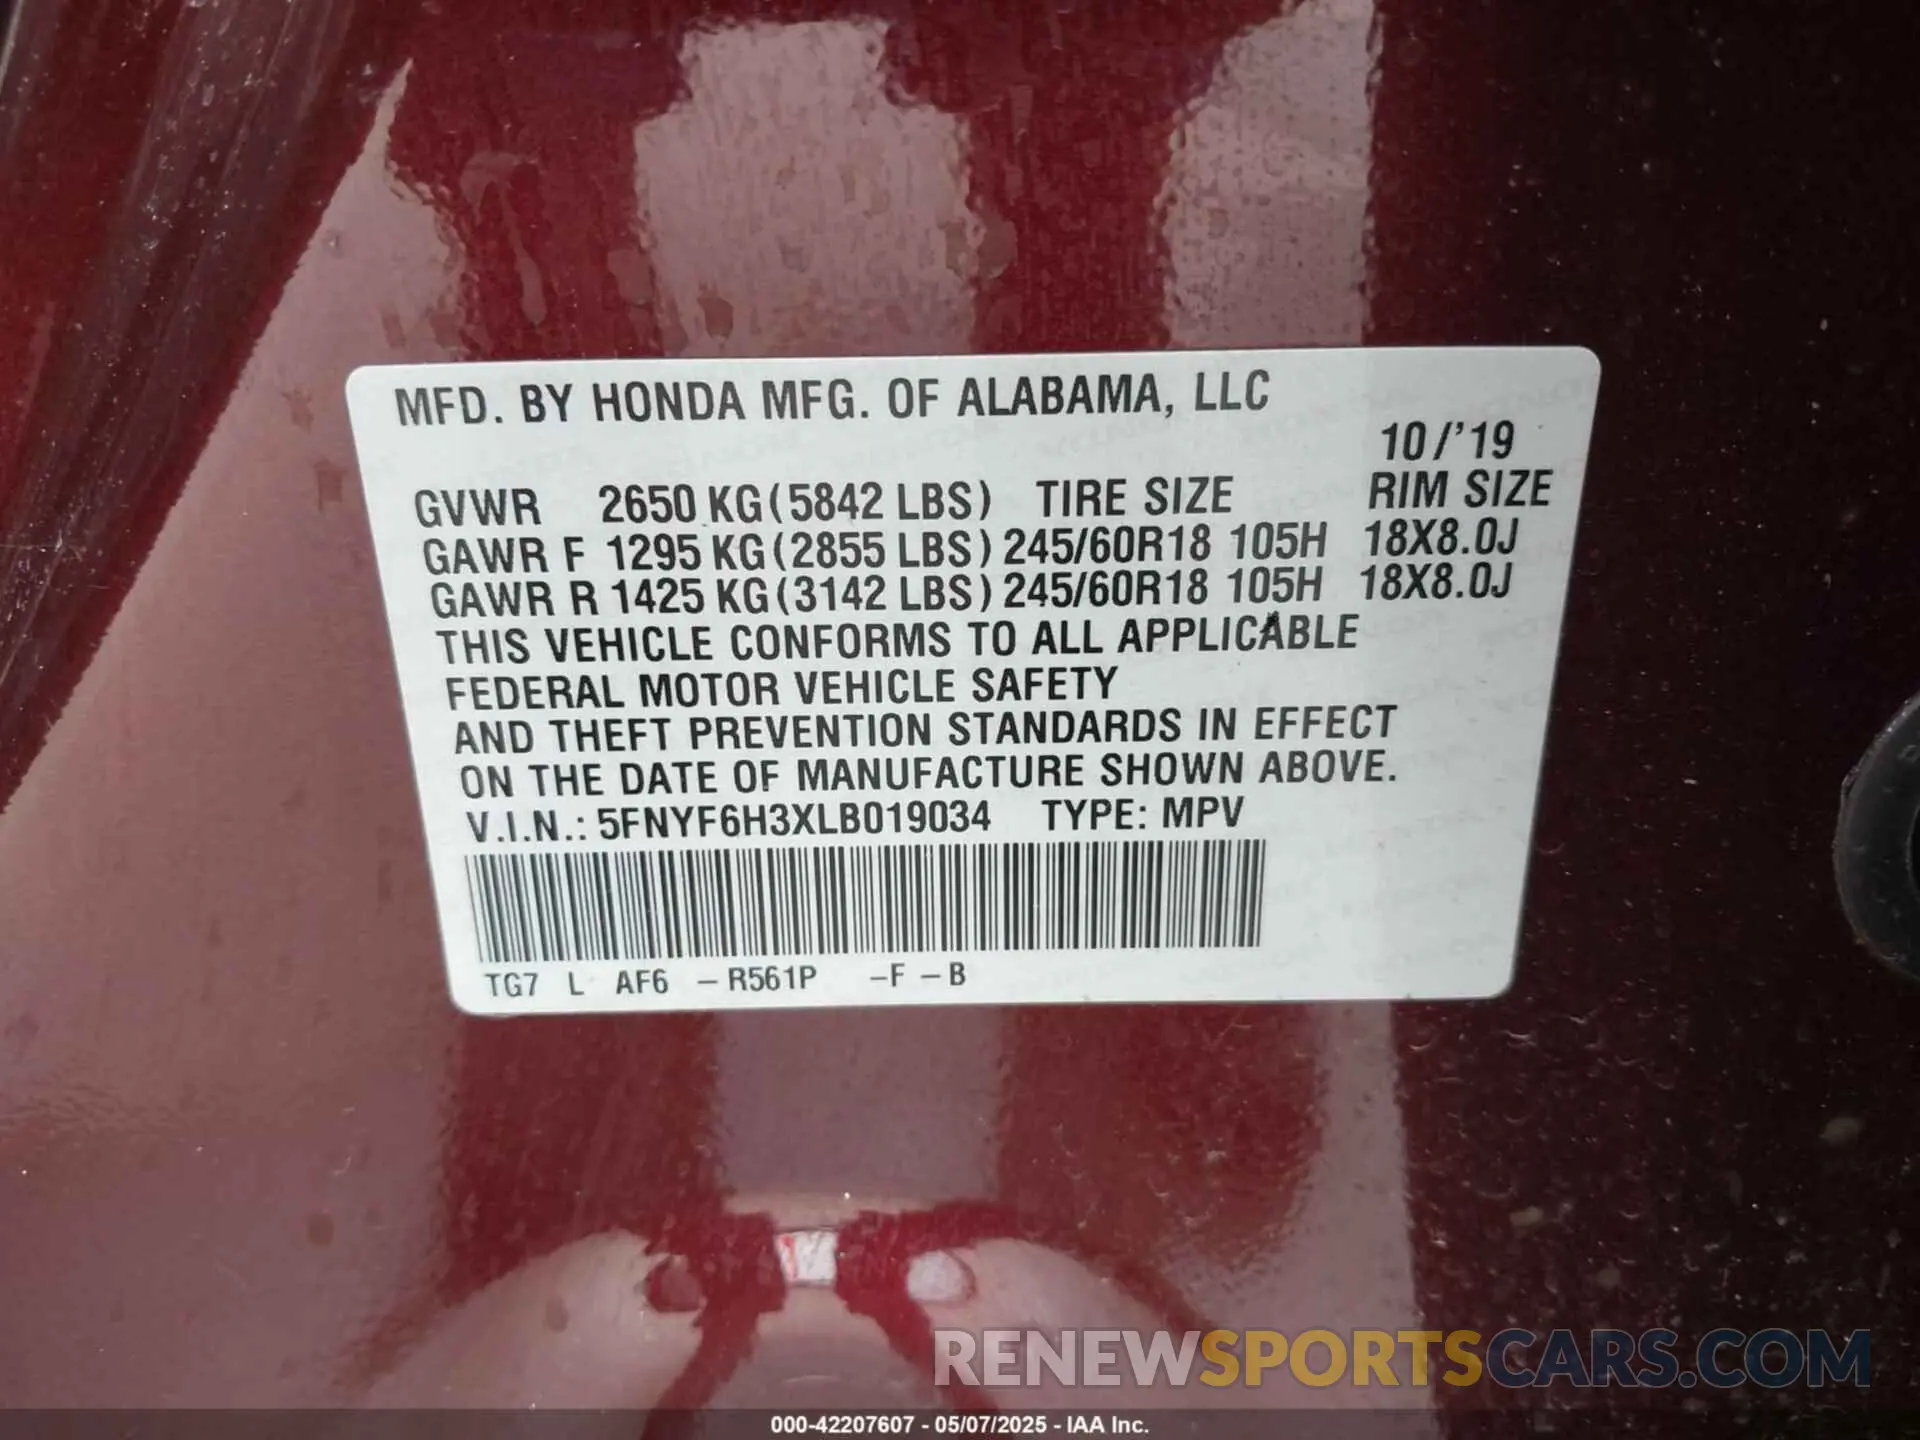 MFD. BY HONDA MFG. OF ALABAMA, LLC
10/'19
GVWR 2650 KG(5842 LBS) TIRE SIZE RIM SIZE
GAWR F 1295 KG(2855 LBS) 245/60R18 105H 18X8.0J
GAWR R 1425 KG(3142 LBS) 245/60R18 105H 18X8.0J
THIS VEHICLE CONFORMS TO ALL APPLICABLE
FEDERAL MOTOR VEHICLE SAFETY
AND THEFT PREVENTION STANDARDS IN EFFECT
ON THE DATE OF MANUFACTURE SHOWN ABOVE.
V.I.N.: 5FNYF6H3XLB019034 TYPE: MPV
TG7 L AF6 –R561P –F –B
RENEWSPORTSCARS.COM
000-42207607 - 05/07/2025 - IAA Inc.